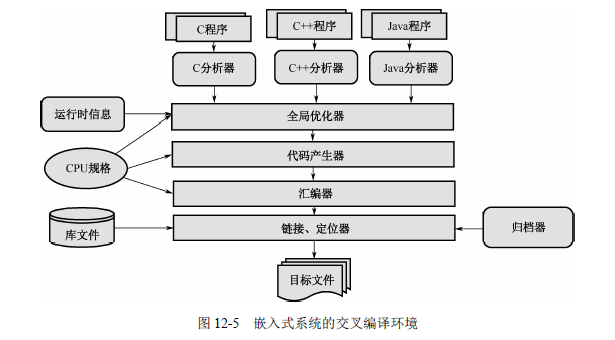 C程序
C++程序
Java程序
C分析器
C++分析器
Java分析器
运行时信息
全局优化器
代码产生器
CPU规格
汇编器
库文件
链接、定位器
归档器
目标文件
图 12-5 嵌入式系统的交叉编译环境